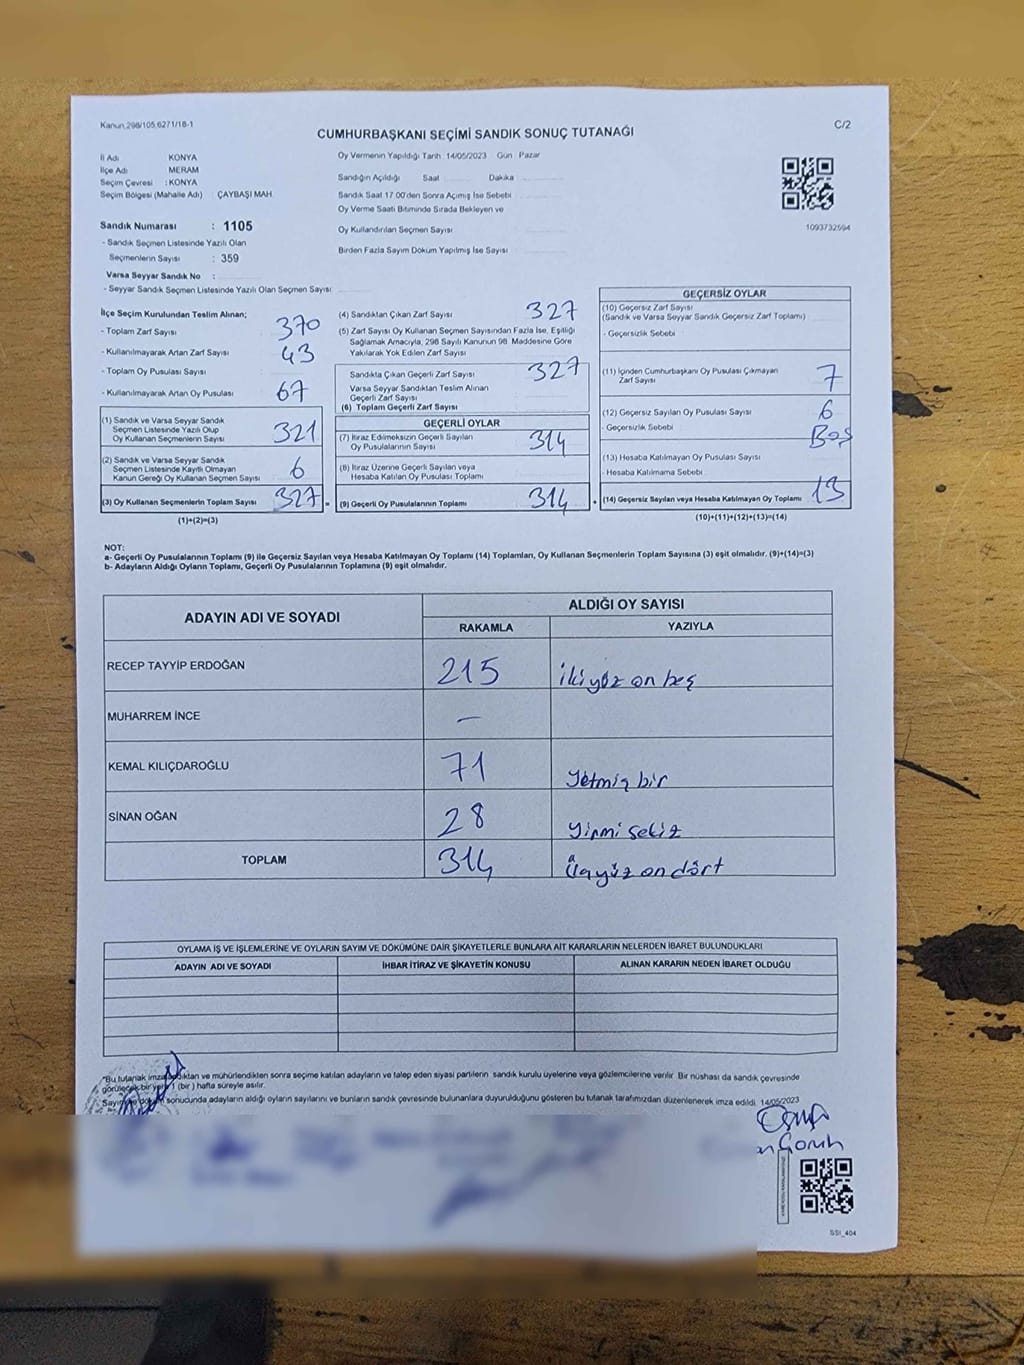 Kanun.298/105,6271/16-1
CUMHURBAŞKANI SEÇİMİ SANDIK SONUÇ TUTANAĞI
C/2
İl Adı KONYA
İlçe Adı MERAM
Seçim Çevresi : KONYA
Seçim Bölgesi (Mahalle Adı) : ÇAYBAŞI MAH.
Oy Vermenin Yapıldığı Tarih 14/05/2023 Gün Pazar
Sandığın Açıldığı Saat Dakika
Sandık Saat 17 00'den Sonra Açımış İse Sebebi
Oy Verme Saati Bitiminde Sırada Bekleyen ve
Oy Kullandırılan Seçmen Sayısı
Birden Fazla Sayım Döküm Yapılmış İse Sayısı
1093732594
Sandık Numarası : 1105
- Sandık Seçmen Listesinde Yazılı Olan
Seçmenlerin Sayısı : 359
Varsa Seyyar Sandık No :
- Seyyar Sandık Seçmen Listesinde Yazılı Olan Seçmen Sayısı
İlçe Seçim Kurulundan Teslim Alınan;
- Toplam Zarf Sayısı 370
- Kullanılmayarak Artan Zarf Sayısı 43
- Toplam Oy Pusulası Sayısı
- Kullanılmayarak Artan Oy Pusulası 67
(1) Sandık ve Varsa Seyyar Sandık
Seçmen Listesinde Yazılı Olup
Oy Kullanan Seçmenlerin Sayısı 321
(2) Sandık ve Varsa Seyyar Sandık
Seçmen Listesinde Kayıtlı Olmayan
Kanun Gereği Oy Kullanan Seçmen Sayısı 6
(3) Oy Kullanan Seçmenlerin Toplam Sayısı 327 =
(1)+(2)=(3)
(4) Sandıktan Çıkan Zarf Sayısı 327
(5) Zarf Sayısı Oy Kullanan Seçmen Sayısından Fazla İse, Eşitliği
Sağlamak Amacıyla, 298 Sayılı Kanunun 98. Maddesine Göre
Yakılarak Yok Edilen Zarf Sayısı
Sandıkta Çıkan Geçerli Zarf Sayısı 327
Varsa Seyyar Sandıktan Teslim Alınan
Geçerli Zarf Sayısı
(6) Toplam Geçerli Zarf Sayısı
GEÇERLİ OYLAR
(7) İtiraz Edilmeksizin Geçerli Sayılan
Oy Pusulalarının Sayısı 314
(8) İtiraz Üzerine Geçerli Sayılan veya
Hesaba Katılan Oy Pusulası Toplamı
(9) Geçerli Oy Pusulalarının Toplamı 314 +
GEÇERSİZ OYLAR
(10) Geçersiz Zarf Sayısı
(Sandık ve Varsa Seyyar Sandık Geçersiz Zarf Toplamı)
- Geçersizlik Sebebi
(11) İçinden Cumhurbaşkanı Oy Pusulası Çıkmayan
Zarf Sayısı 7
(12) Geçersiz Sayılan Oy Pusulası Sayısı 6
- Geçersizlik Sebebi Boş
(13) Hesaba Katılmayan Oy Pusulası Sayısı
- Hesaba Katılmama Sebebi
(14) Geçersiz Sayılan veya Hesaba Katılmayan Oy Toplamı 13
(10)+(11)+(12)+(13)=(14)
NOT:
a- Geçerli Oy Pusulalarının Toplamı (9) ile Geçersiz Sayılan veya Hesaba Katılmayan Oy Toplamı (14) Toplamları, Oy Kullanan Seçmenlerin Toplam Sayısına (3) eşit olmalıdır. (9)+(14)=(3)
b- Adayların Aldığı Oyların Toplamı, Geçerli Oy Pusulalarının Toplamına (9) eşit olmalıdır.
ADAYIN ADI VE SOYADI ALDIĞI OY SAYISI
RAKAMLA YAZIYLA
RECEP TAYYİP ERDOĞAN 215 ikiyüz on beş
MUHARREM İNCE –
KEMAL KILIÇDAROĞLU 71 yetmiş bir
SİNAN OĞAN 28 yirmi sekiz
TOPLAM 314 üçyüz on dört
OYLAMA İŞ VE İŞLEMLERİNE VE OYLARIN SAYIM VE DÖKÜMÜNE DAİR ŞİKAYETLERLE BUNLARA AİT KARARLARIN NELERDEN İBARET BULUNDUKLARI
ADAYIN ADI VE SOYADI İHBAR İTİRAZ VE ŞİKAYETİN KONUSU ALINAN KARARIN NEDEN İBARET OLDUĞU
"Bu tutanak imzalandıktan ve mühürlendikten sonra seçime katılan adayların ve talep eden siyasi partilerin sandık kurulu üyelerine veya gözlemcilerine verilir. Bir nüshası da sandık çevresinde
görülecek bir yere 1 (bir) hafta süreyle asılır.
Sayım ve döküm sonucunda adayların aldığı oyların sayılarını ve bunların sandık çevresinde bulunanlara duyurulduğunu gösteren bu tutanak tarafımızdan düzenlenerek imza edildi. 14/05/2023
SSI_404